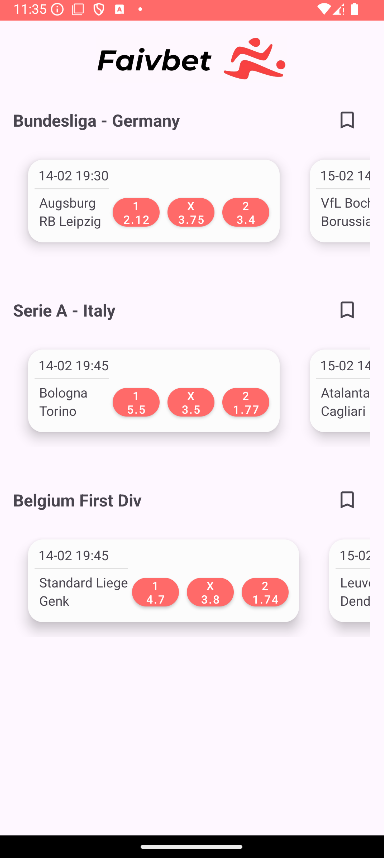 11:35
Faivbet
Bundesliga - Germany
14-02 19:30
Augsburg
RB Leipzig
1
2.12
X
3.75
2
3.4
15-02 14
VfL Boch
Borussia
Serie A - Italy
14-02 19:45
Bologna
Torino
1
5.5
X
3.5
2
1.77
15-02 14
Atalanta
Cagliari
Belgium First Div
14-02 19:45
Standard Liege
Genk
1
4.7
X
3.8
2
1.74
15-02
Leuv
Dend